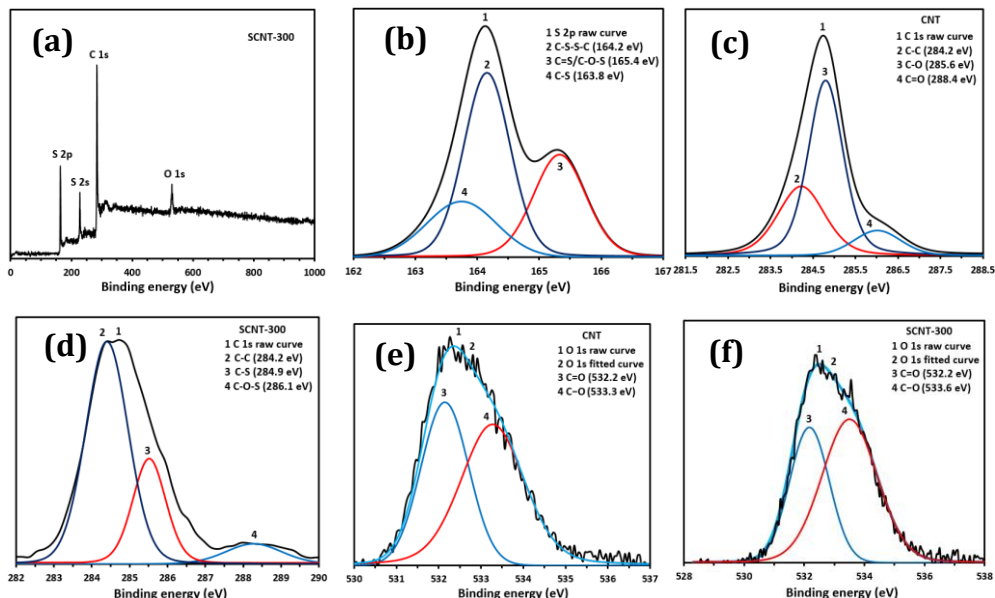 (a)
SCNT-300
C 1s
S 2p
S 2s
O 1s
0 200 400 600 800 1000
Binding energy (eV)
(b)
1 S 2p raw curve
2 C-S-S-C (164.2 eV)
3 C=S/C-O-S (165.4 eV)
4 C-S (163.8 eV)
1
2
3
4
162 163 164 165 166 167
Binding energy (eV)
(c)
CNT
1 C 1s raw curve
2 C-C (284.2 eV)
3 C-O (285.6 eV)
4 C=O (288.4 eV)
1
3
2
4
281.5 282.5 283.5 284.5 285.5 286.5 287.5 288.5
Binding energy (eV)
(d)
SCNT-300
1 C 1s raw curve
2 C-C (284.2 eV)
3 C-S (284.9 eV)
4 C-O-S (286.1 eV)
2 1
3
4
282 283 284 285 286 287 288 289 290
Binding energy (eV)
(e)
CNT
1 O 1s raw curve
2 O 1s fitted curve
3 C=O (532.2 eV)
4 C−O (533.3 eV)
1
2
3
4
530 531 532 533 534 535 536 537
Binding energy (eV)
(f)
SCNT-300
1 O 1s raw curve
2 O 1s fitted curve
3 C=O (532.2 eV)
4 C−O (533.6 eV)
1
2
3
4
528 530 532 534 536 538
Binding energy (eV)